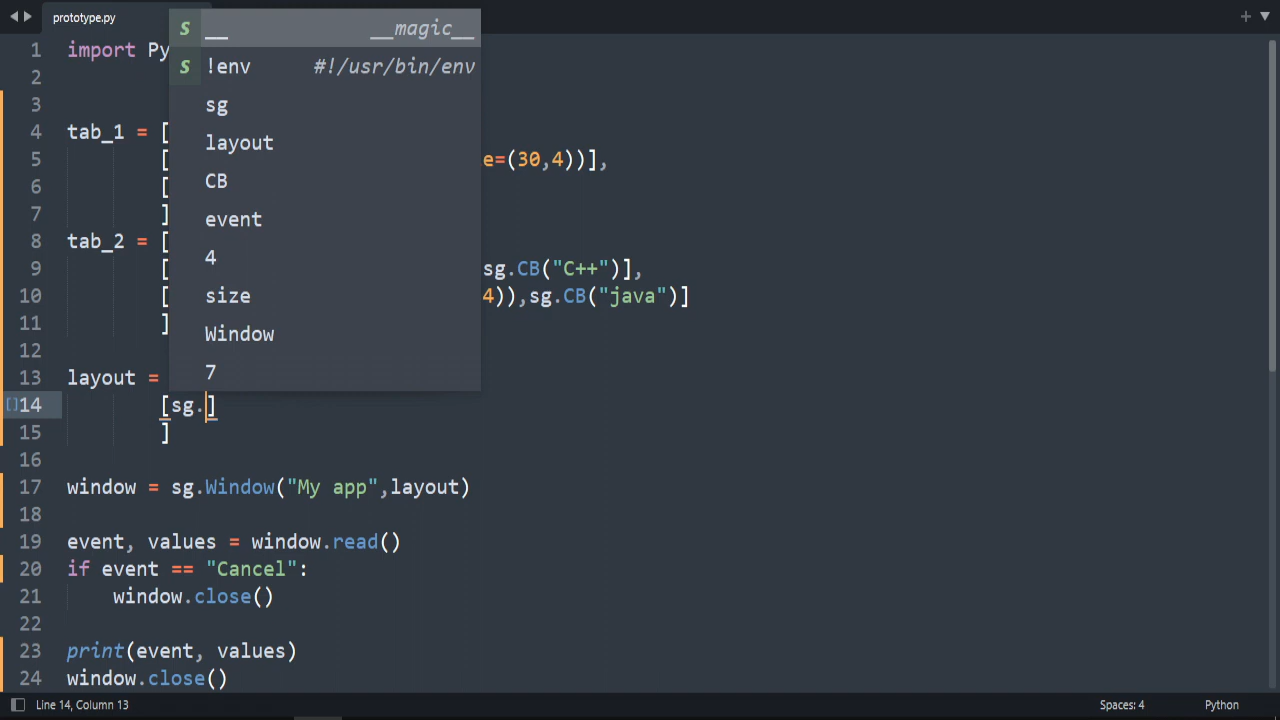 prototype.py
__ __magic__
!env #!/usr/bin/env
sg
layout
CB
event
4
size
Window
7
1 import Py
2
3
4 tab_1 = [
5 [ e=(30,4))],
6 [
7 ]
8 tab_2 = [
9 [ sg.CB("C++")],
10 [ 4)),sg.CB("java")]
11 ]
12
13 layout =
14 [sg.]
15 ]
16
17 window = sg.Window("My app",layout)
18
19 event, values = window.read()
20 if event == "Cancel":
21 window.close()
22
23 print(event, values)
24 window.close()
Line 14, Column 13 Spaces: 4 Python